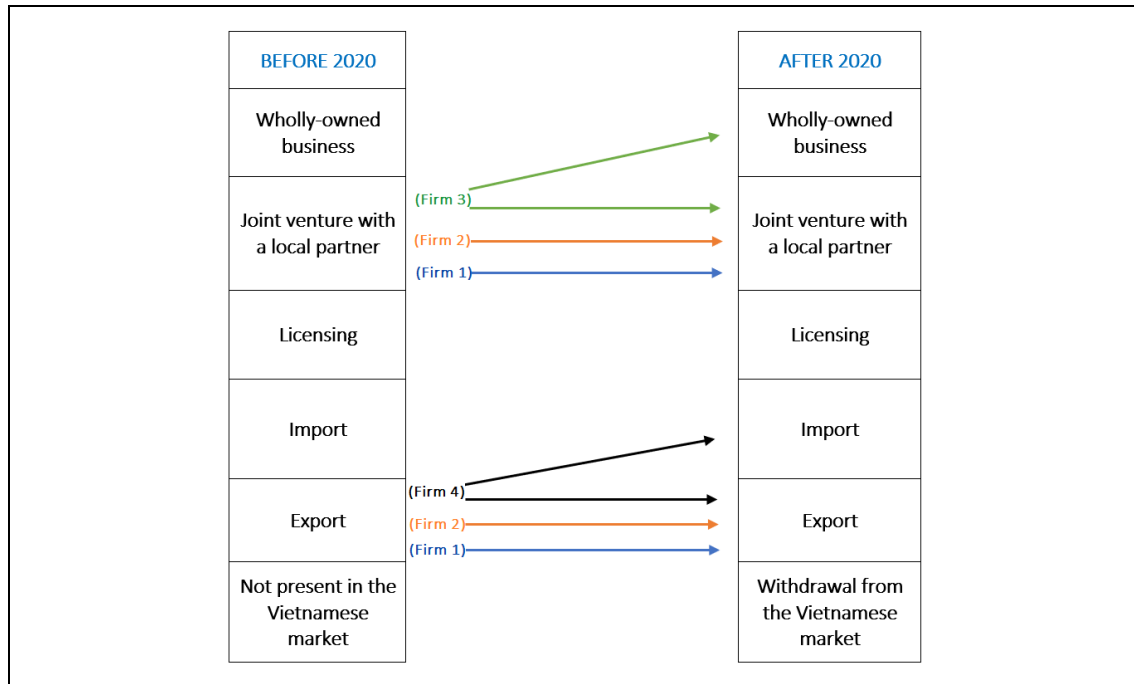 BEFORE 2020
Wholly-owned
business
Joint venture with
a local partner
Licensing
Import
Export
Not present in the
Vietnamese
market
(Firm 3)
(Firm 2)
(Firm 1)
(Firm 4)
(Firm 2)
(Firm 1)
AFTER 2020
Wholly-owned
business
Joint venture with
a local partner
Licensing
Import
Export
Withdrawal from
the Vietnamese
market